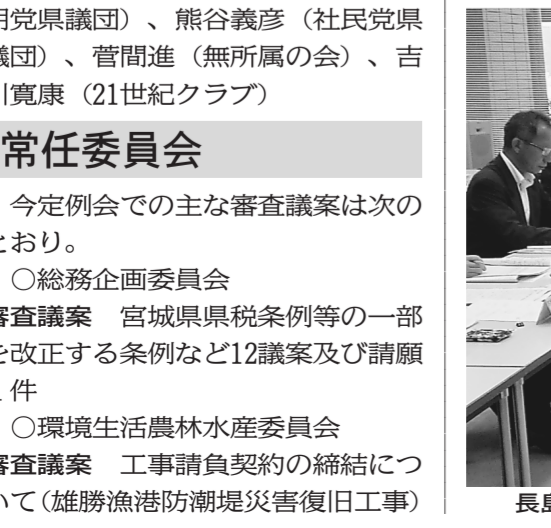 明党県議団)、熊谷義彦(社民党県
議団)、菅間進(無所属の会)、吉
川寛康(21世紀クラブ)
常任委員会
今定例会での主な審査議案は次の
とおり。
○総務企画委員会
審査議案　宮城県県税条例等の一部
を改正する条例など12議案及び請願
件
○環境生活農林水産委員会
審査議案　工事請負契約の締結につ
いて(雄勝漁港防潮堤災害復旧工事)
長島